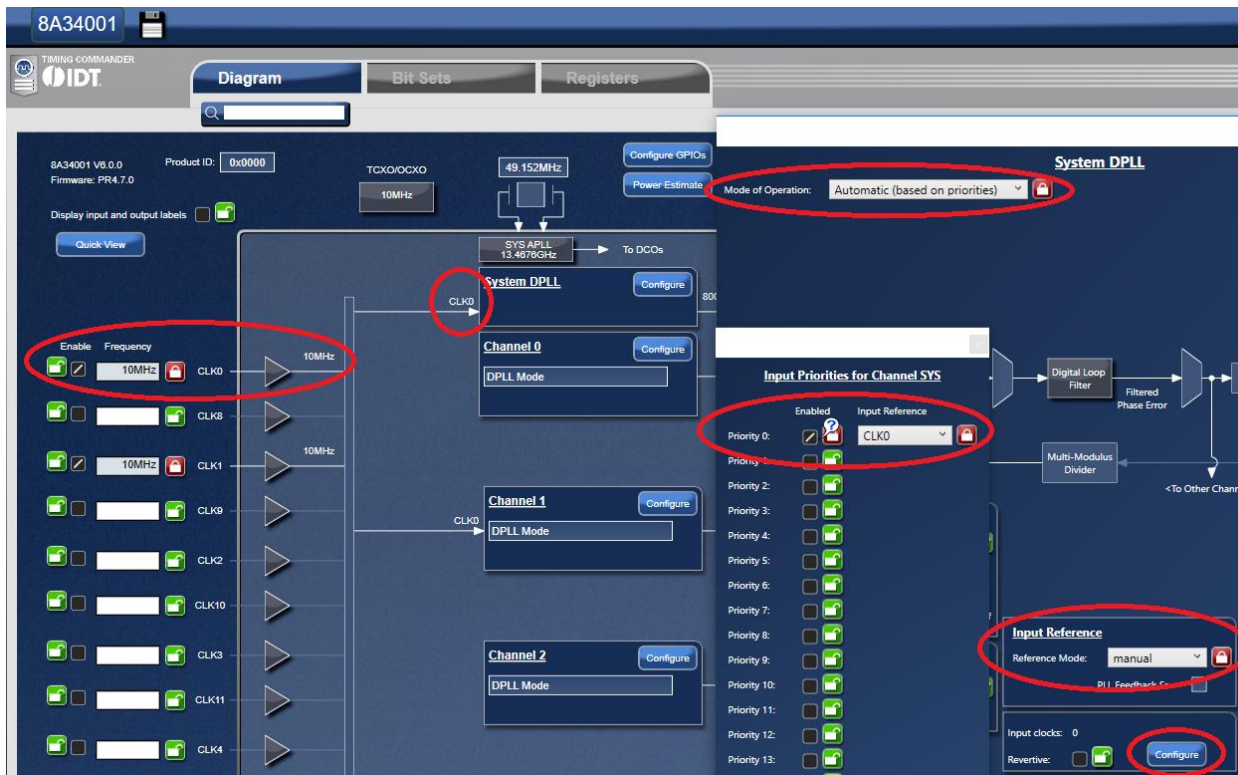 8A34001
TIMING COMMANDER
IDT.
Diagram
Bit Sets
Registers
8A34001 V6.0.0
Product ID: 0x0000
Firmware: PR4.7.0
Display input and output labels
Quick View
TCXO/OCXO
10MHz
49.152MHz
Configure GPIOs
Power Estimate
SYS APLL
13.4676GHz
To DCOs
System DPLL
Configure
CLK0
800
Channel 0
Configure
DPLL Mode
Channel 1
Configure
CLK0
DPLL Mode
Channel 2
Configure
DPLL Mode
Enable Frequency
10MHz CLK0 10MHz
CLK8
10MHz CLK1 10MHz
CLK9
CLK2
CLK10
CLK3
CLK11
CLK4
System DPLL
Mode of Operation: Automatic (based on priorities)
Input Priorities for Channel SYS
Enabled Input Reference
Priority 0: CLK0
Priority
Priority 2:
Priority 3:
Priority 4:
Priority 5:
Priority 6:
Priority 7:
Priority 8:
Priority 9:
Priority 10:
Priority 11:
Priority 12:
Priority 13:
Digital Loop
Filter
Filtered
Phase Error
Multi-Modulus
Divider
<To Other Chan
Input Reference
Reference Mode: manual
PLL Feedback
Input clocks: 0
Revertive:
Configure